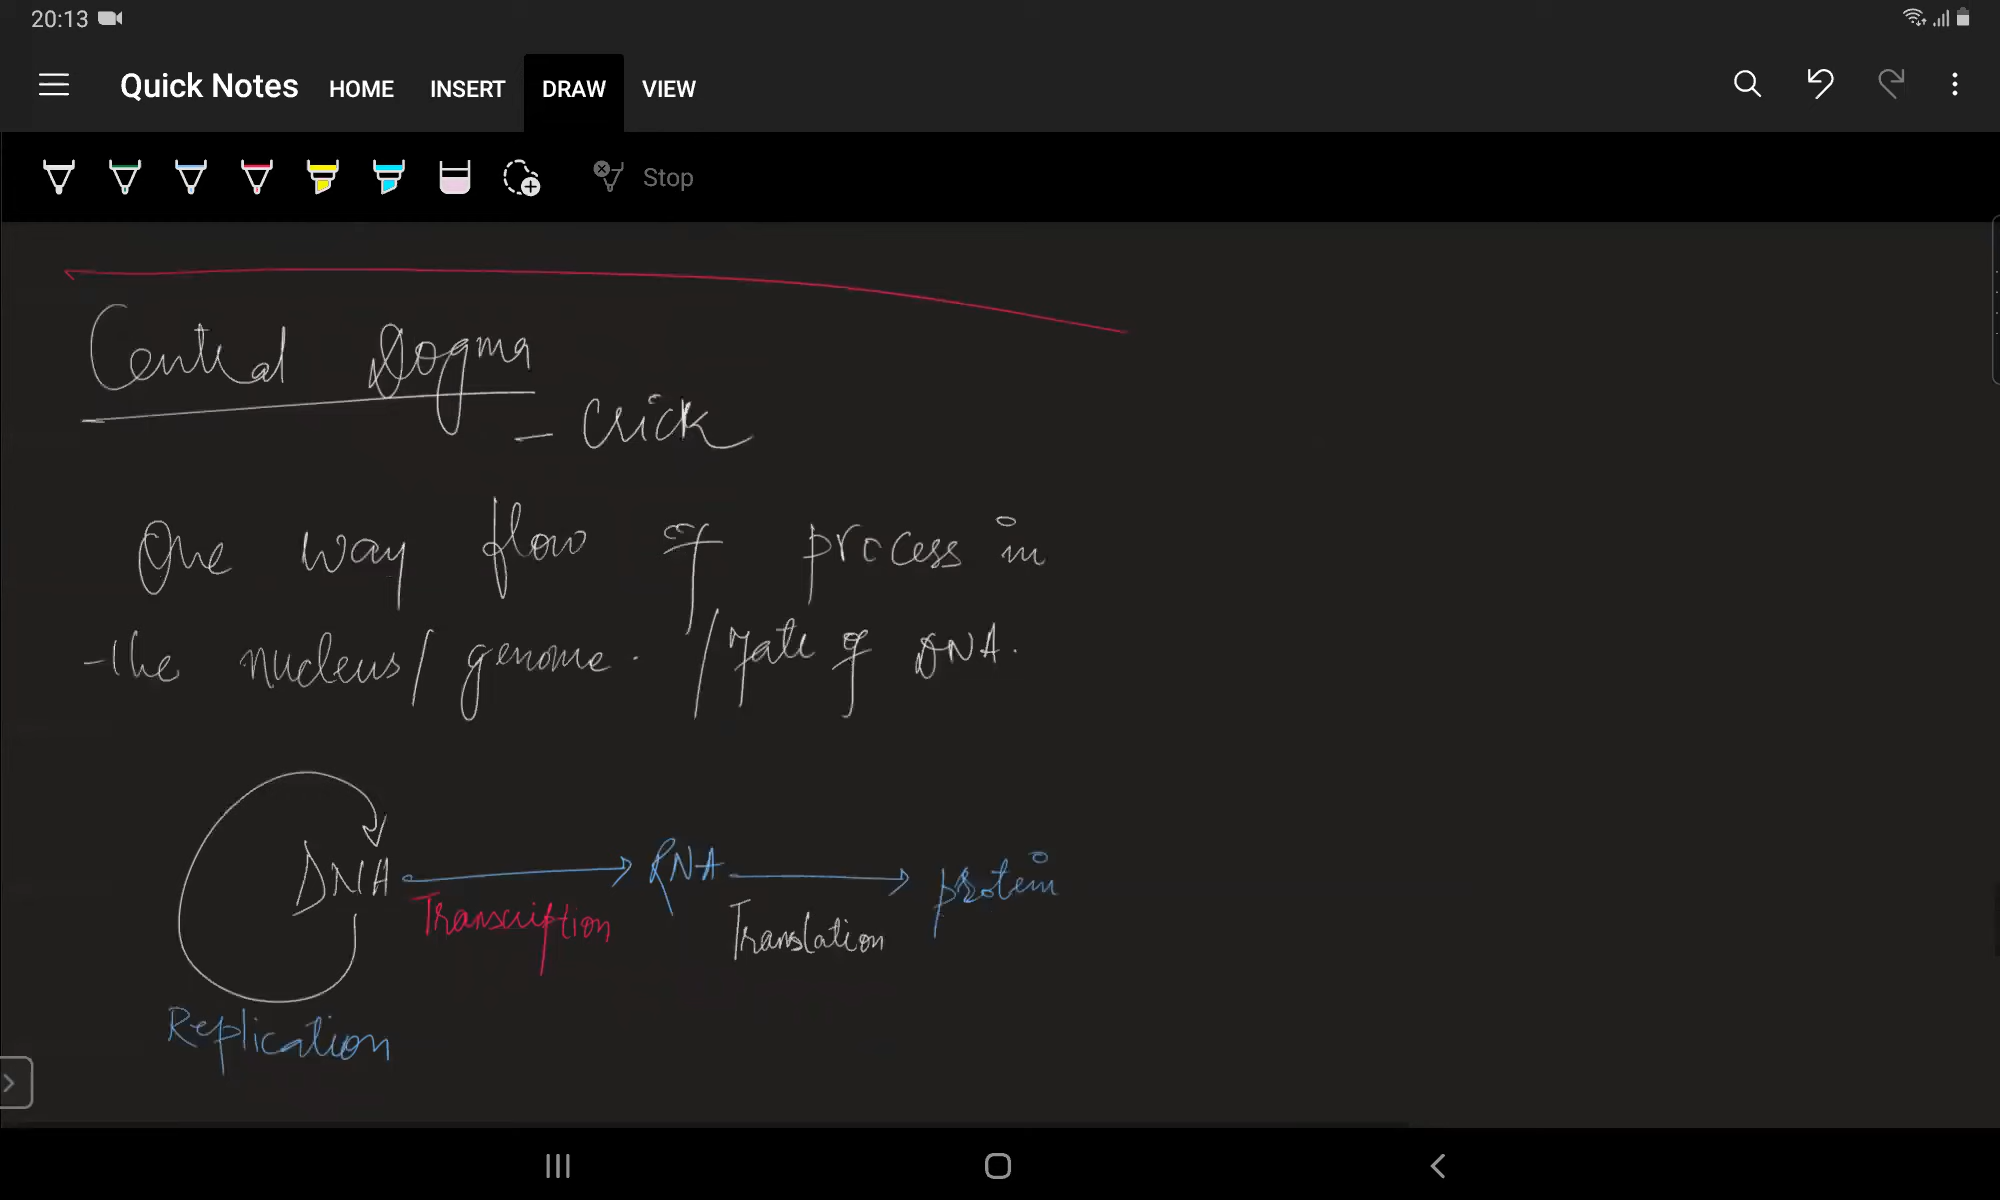 20:13
Quick Notes HOME INSERT DRAW VIEW
Stop
Central Dogma
- Crick
One way flow of process in
the nucleus/ genome. /fate of DNA.
DNA RNA protein
Transcription Translation
Replication